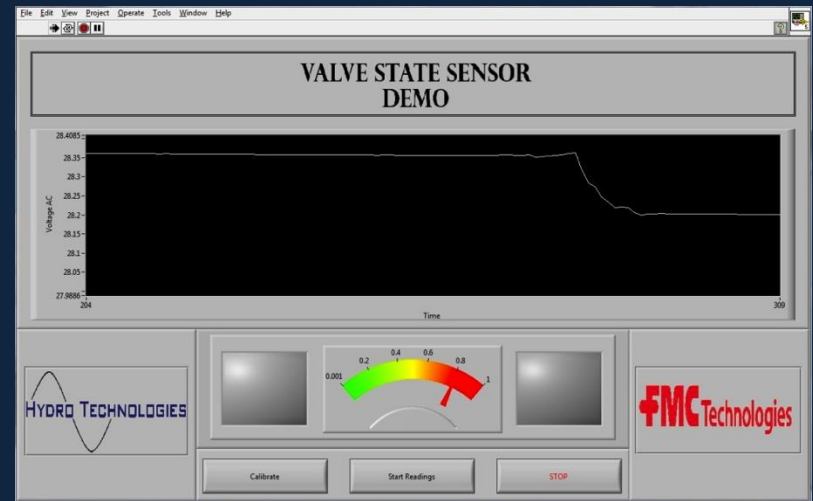 File Edit View Project Operate Tools Window Help
VALVE STATE SENSOR
DEMO
28.4085
28.35
28.3
28.25
28.2
28.15
28.1
28.05
27.9886
Voltage AC
204
309
Time
0.001
0.2
0.4
0.6
0.8
1
HYDRO TECHNOLOGIES
FMC Technologies
Calibrate
Start Readings
STOP